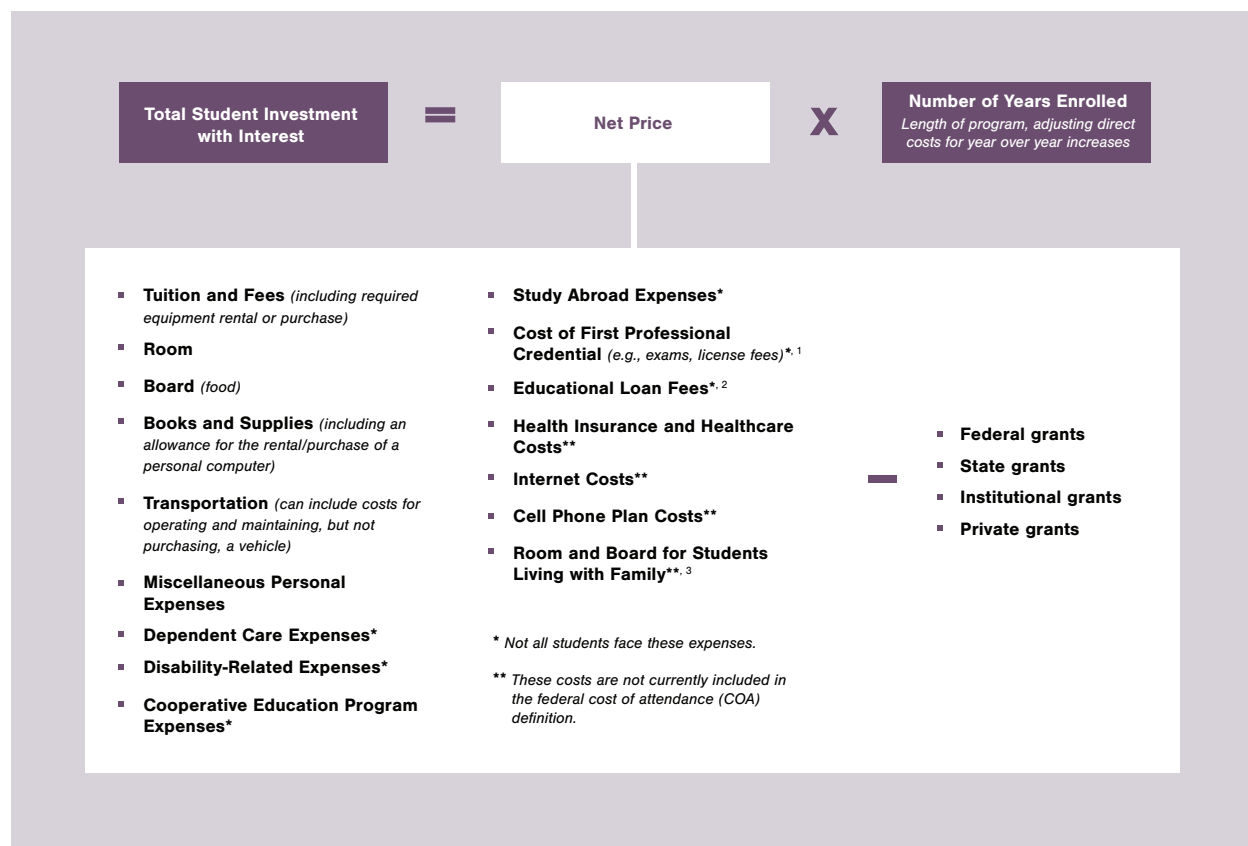 Total Student Investment
with Interest
=
Net Price
X
Number of Years Enrolled
Length of program, adjusting direct
costs for year over year increases
Tuition and Fees (including required
equipment rental or purchase)
Room
Board (food)
Books and Supplies (including an
allowance for the rental/purchase of a
personal computer)
Transportation (can include costs for
operating and maintaining, but not
purchasing, a vehicle)
Miscellaneous Personal
Expenses
Dependent Care Expenses*
Disability-Related Expenses*
Cooperative Education Program
Expenses*
Study Abroad Expenses*
Cost of First Professional
Credential (e.g., exams, license fees)*, 1
Educational Loan Fees*, 2
Health Insurance and Healthcare
Costs**
Internet Costs**
Cell Phone Plan Costs**
Room and Board for Students
Living with Family**, 3
* Not all students face these expenses.
** These costs are not currently included in
the federal cost of attendance (COA)
definition.
–
Federal grants
State grants
Institutional grants
Private grants